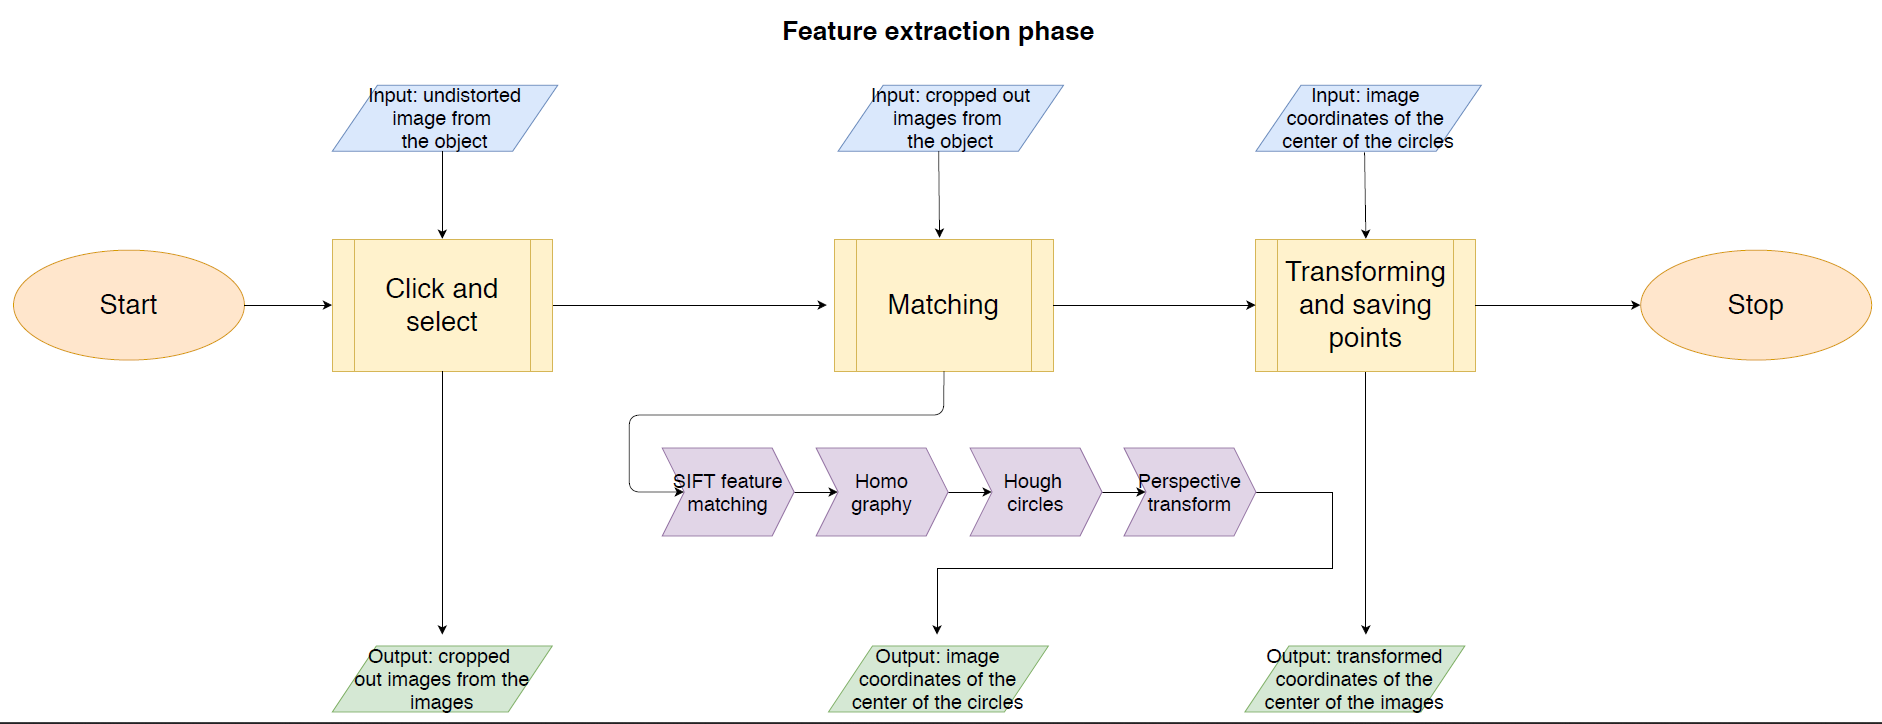 Feature extraction phase
Input: undistorted
image from
the object
Input: cropped out
images from
the object
Input: image
coordinates of the
center of the circles
Start
Click and
select
Matching
Transforming
and saving
points
Stop
SIFT feature
matching
Homo
graphy
Hough
circles
Perspective
transform
Output: cropped
out images from the
images
Output: image
coordinates of the
center of the circles
Output: transformed
coordinates of the
center of the images